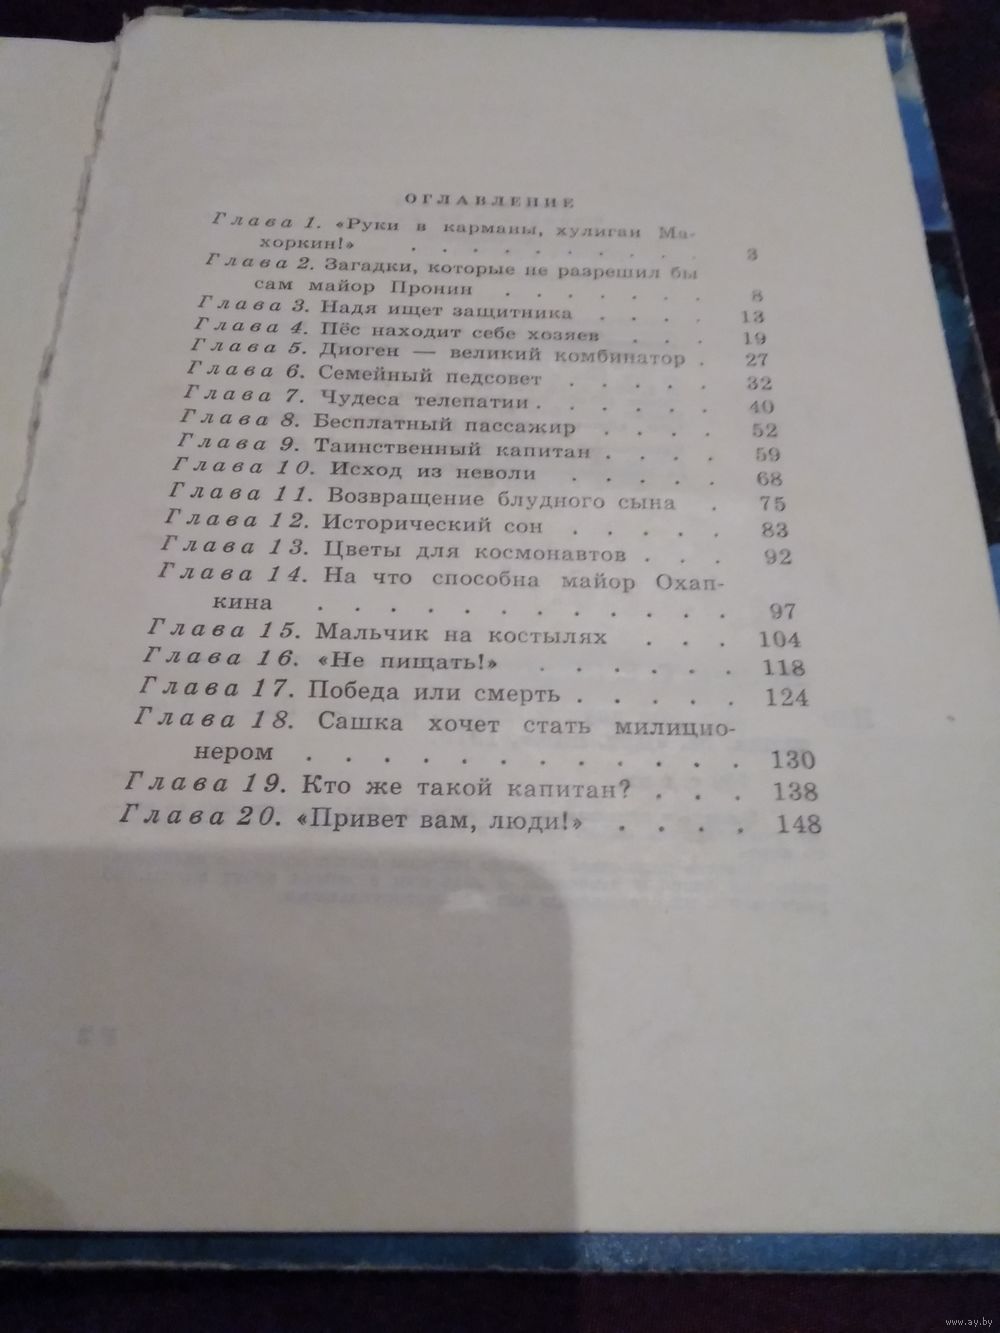 ОГЛАВЛЕНИЕ
Глава 1. «Руки в карманы, хулиган Ма-
хоркин!» . . . . . . . . . 3
Глава 2. Загадки, которые не разрешил бы
сам майор Пронин . . . . . . 8
Глава 3. Надя ищет защитника . . . . 13
Глава 4. Пёс находит себе хозяев . . . 19
Глава 5. Диоген — великий комбинатор . 27
Глава 6. Семейный педсовет . . . . . 32
Глава 7. Чудеса телепатии . . . . . . 40
Глава 8. Бесплатный пассажир . . . . 52
Глава 9. Таинственный капитан . . . . 59
Глава 10. Исход из неволи . . . . . 68
Глава 11. Возвращение блудного сына . 75
Глава 12. Исторический сон . . . . . 83
Глава 13. Цветы для космонавтов . . . 92
Глава 14. На что способна майор Охап-
кина . . . . . . . . . . . . 97
Глава 15. Мальчик на костылях . . . 104
Глава 16. «Не пищать!» . . . . . . 118
Глава 17. Победа или смерть . . . . . 124
Глава 18. Сашка хочет стать милицио-
нером . . . . . . . . . . . . 130
Глава 19. Кто же такой капитан? . . . 138
Глава 20. «Привет вам, люди!» . . . . 148
www.ay.by